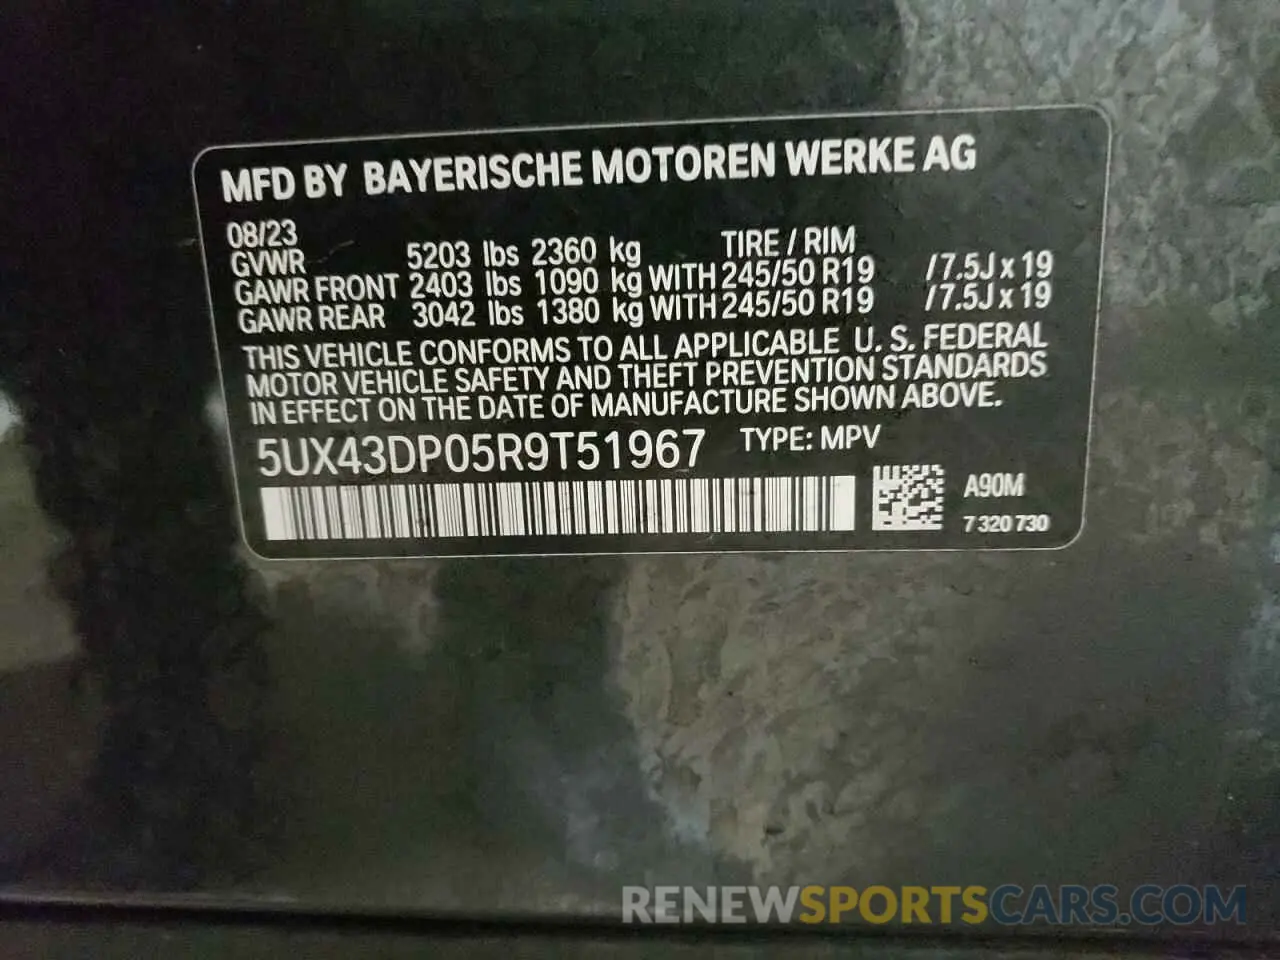 MFD BY BAYERISCHE MOTOREN WERKE AG
08/23
GVWR 5203 lbs 2360 kg TIRE / RIM
GAWR FRONT 2403 lbs 1090 kg WITH 245/50 R19 /7.5J x 19
GAWR REAR 3042 lbs 1380 kg WITH 245/50 R19 /7.5J x 19
THIS VEHICLE CONFORMS TO ALL APPLICABLE U. S. FEDERAL
MOTOR VEHICLE SAFETY AND THEFT PREVENTION STANDARDS
IN EFFECT ON THE DATE OF MANUFACTURE SHOWN ABOVE.
5UX43DP05R9T51967 TYPE: MPV
A90M
7 320 730
RENEWSPORTSCARS.COM